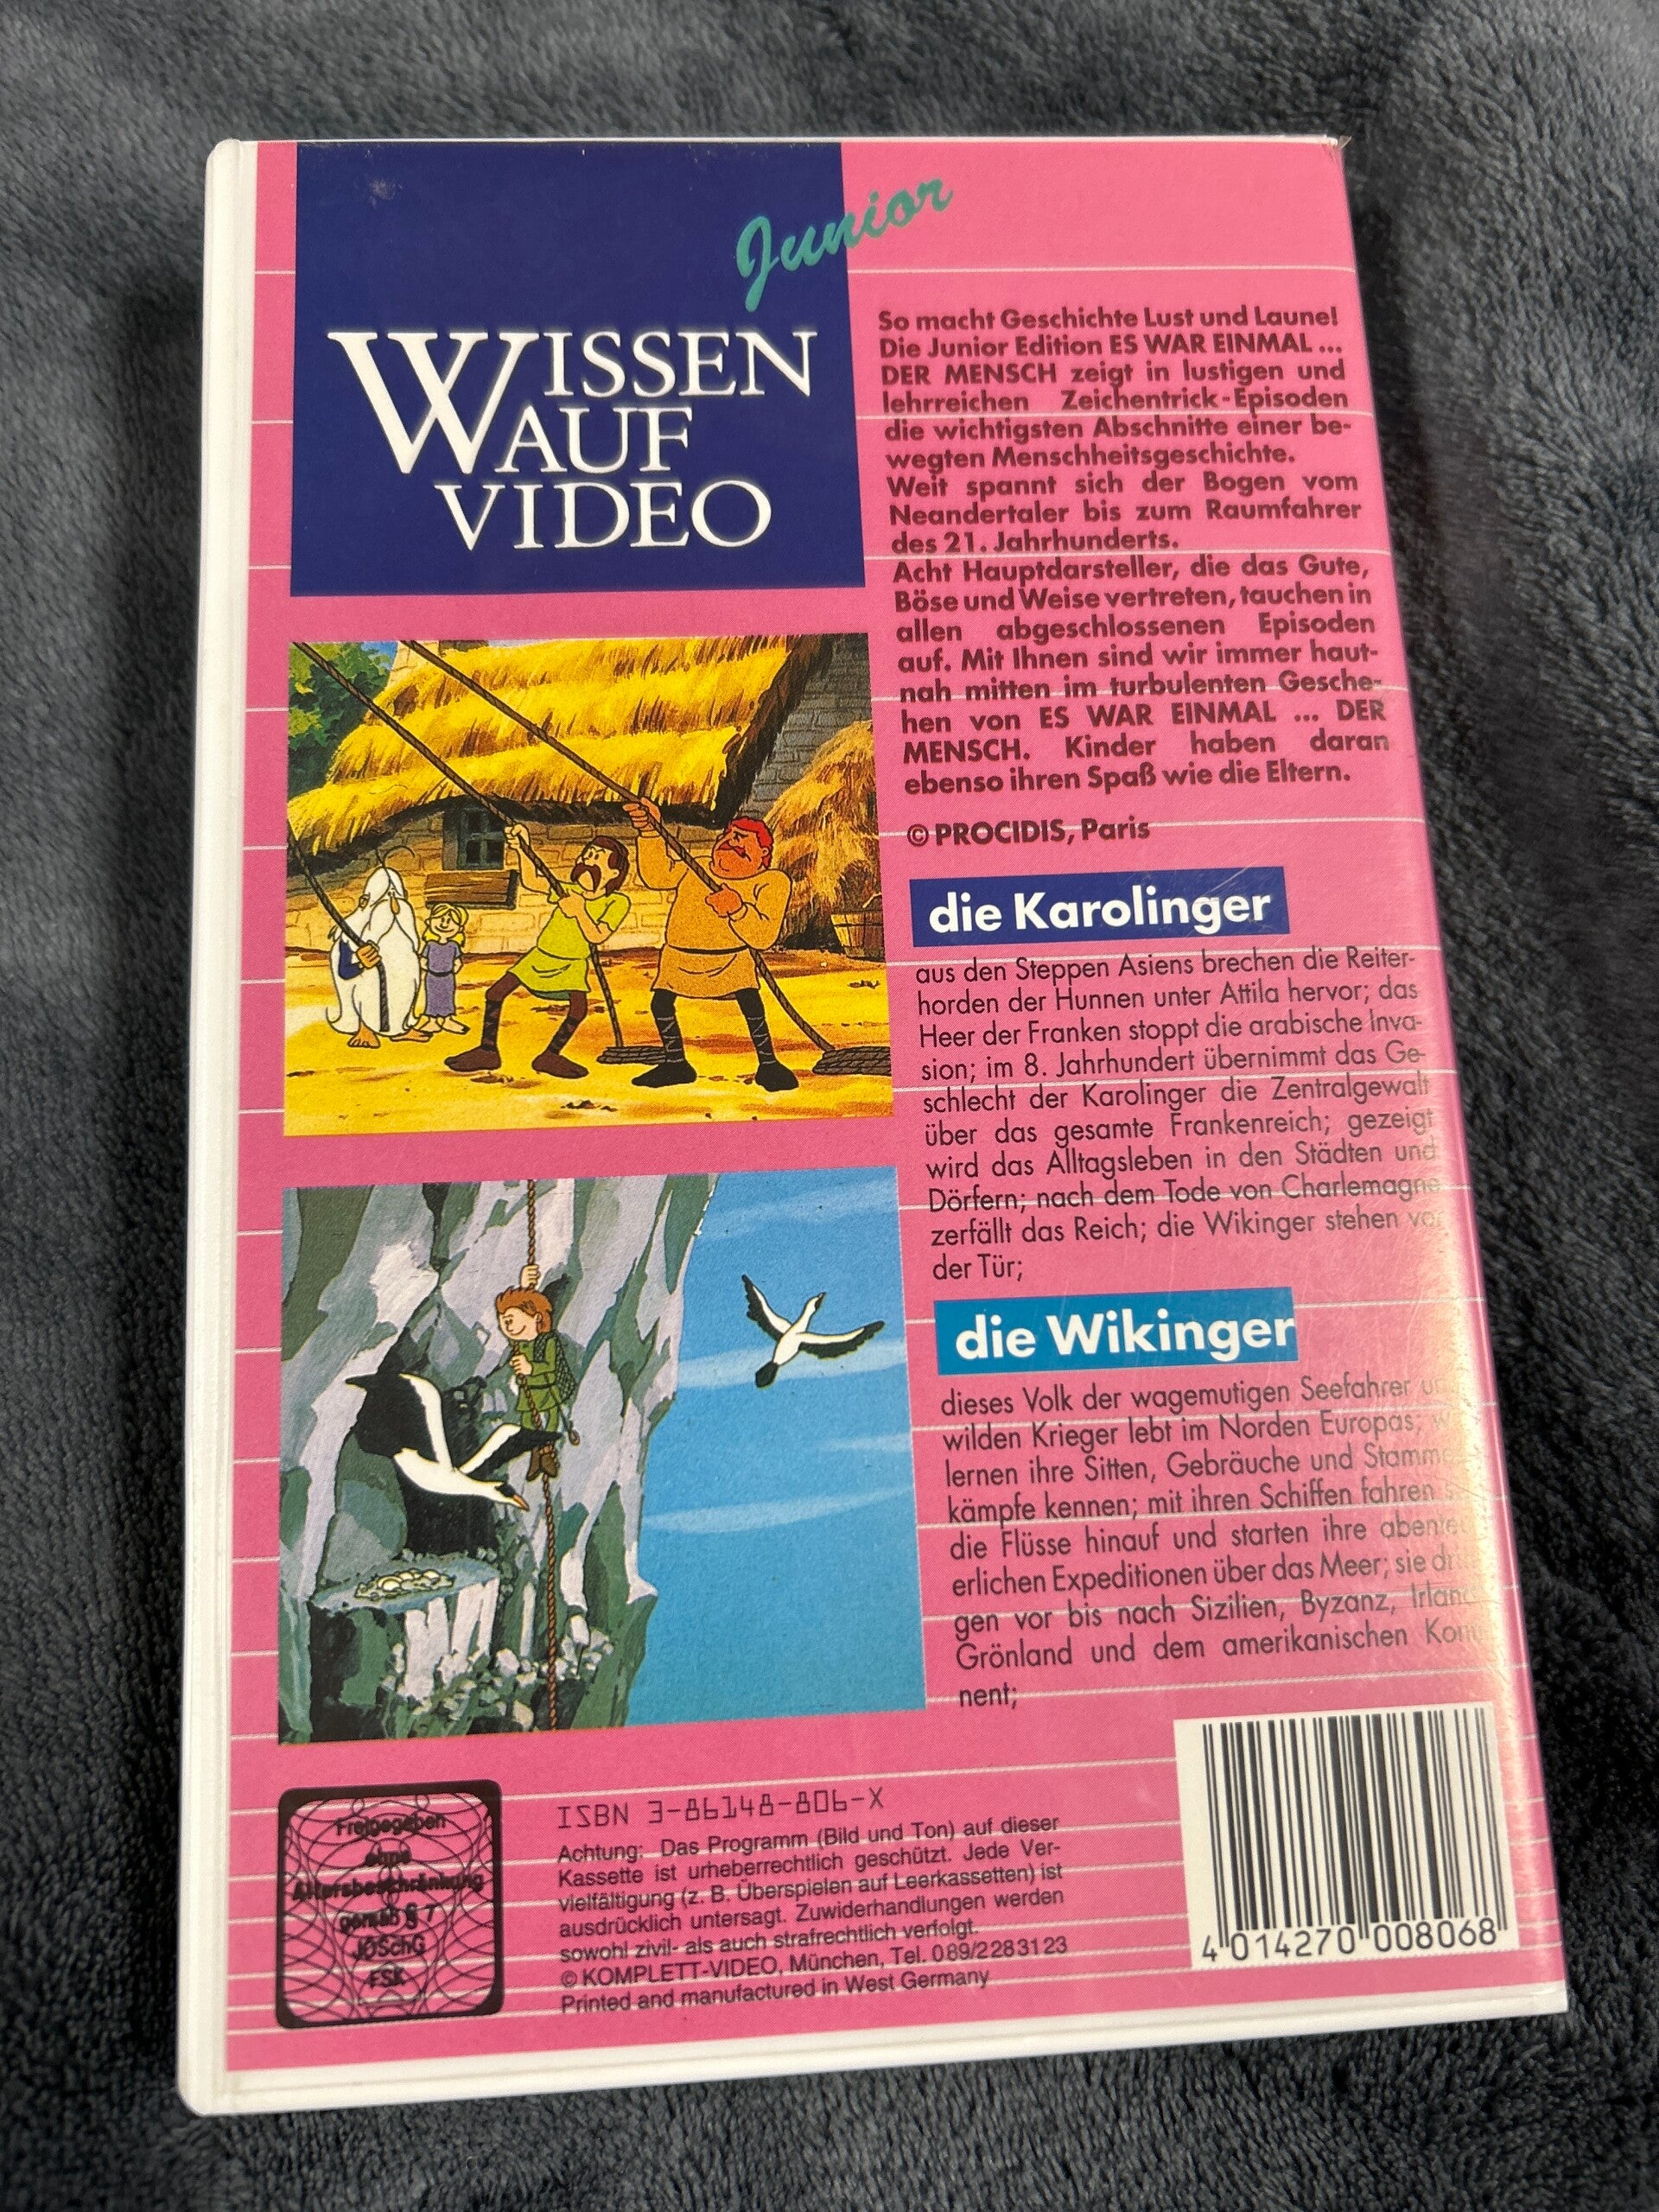 Junior
WISSEN
AUF
VIDEO
So macht Geschichte Lust und Laune!
Die Junior Edition ES WAR EINMAL ...
DER MENSCH zeigt in lustigen und
lehrreichen Zeichentrick-Episoden
die wichtigsten Abschnitte einer be-
wegten Menschheitsgeschichte.
Weit spannt sich der Bogen vom
Neandertaler bis zum Raumfahrer
des 21. Jahrhunderts.
Acht Hauptdarsteller, die das Gute,
Böse und Weise vertreten, tauchen in
allen abgeschlossenen Episoden
auf. Mit Ihnen sind wir immer haut-
nah mitten im turbulenten Gesche-
hen von ES WAR EINMAL ... DER
MENSCH. Kinder haben daran
ebenso ihren Spaß wie die Eltern.
© PROCIDIS, Paris
die Karolinger
aus den Steppen Asiens brechen die Reiter-
horden der Hunnen unter Attila hervor; das
Heer der Franken stoppt die arabische Inva-
sion; im 8. Jahrhundert übernimmt das Ge-
schlecht der Karolinger die Zentralgewalt
über das gesamte Frankenreich; gezeigt
wird das Alltagsleben in den Städten und
Dörfern; nach dem Tode von Charlemagne
zerfällt das Reich; die Wikinger stehen vor
der Tür;
die Wikinger
dieses Volk der wagemutigen Seefahrer
wilden Krieger lebt im Norden Europas;
lernen ihre Sitten, Gebräuche und Stamme
kämpfe kennen; mit ihren Schiffen fahren
die Flüsse hinauf und starten ihre abenteu
erlichen Expeditionen über das Meer; sie
gen vor bis nach Sizilien, Byzanz, Irland
Grönland und dem amerikanischen Konti
nent;
Freigegeben
ohne
Altersbeschränkung
gemäß § 7
JÖSchG
FSK
ISBN 3-86148-806-X
Achtung: Das Programm (Bild und Ton) auf dieser
Kassette ist urheberrechtlich geschützt. Jede Ver-
vielfältigung (z. B. Überspielen auf Leerkassetten) ist
ausdrücklich untersagt. Zuwiderhandlungen werden
sowohl zivil- als auch strafrechtlich verfolgt.
© KOMPLETT-VIDEO, München, Tel. 089/2283123
Printed and manufactured in West Germany
4 014270 008068